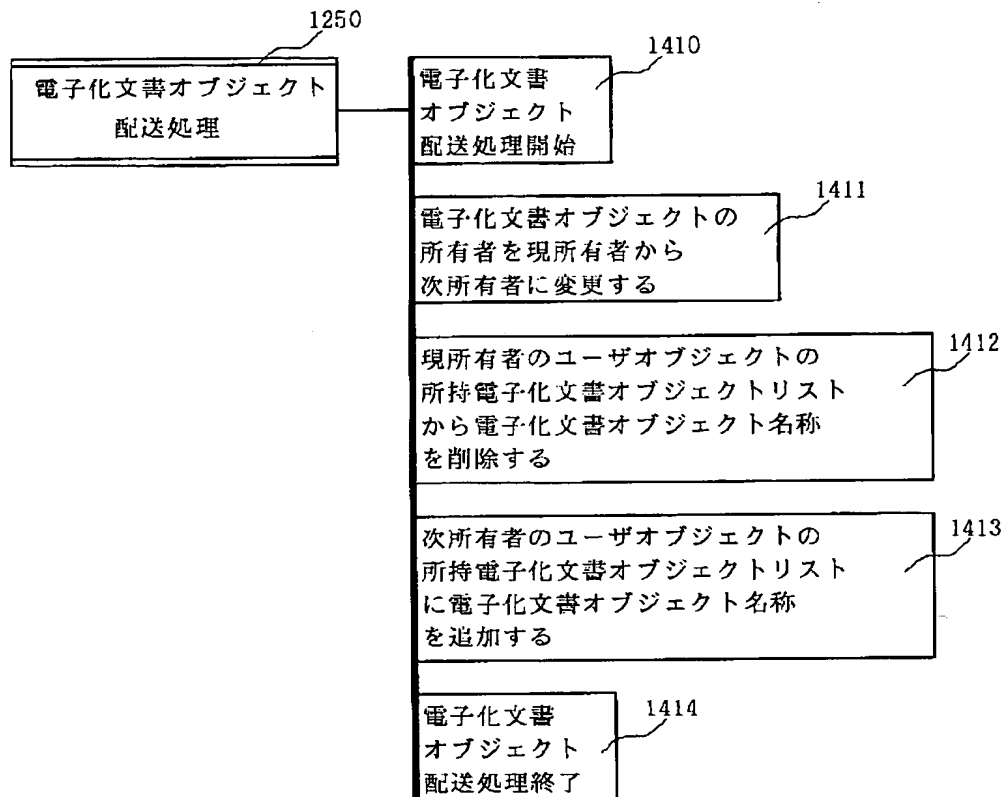 1250
電子化文書オブジェクト
配送処理
1410
電子化文書
オブジェクト
配送処理開始
1411
電子化文書オブジェクトの
所有者を現所有者から
次所有者に変更する
1412
現所有者のユーザオブジェクトの
所持電子化文書オブジェクトリスト
から電子化文書オブジェクト名称
を削除する
1413
次所有者のユーザオブジェクトの
所持電子化文書オブジェクトリスト
に電子化文書オブジェクト名称
を追加する
1414
電子化文書
オブジェクト
配送処理終了